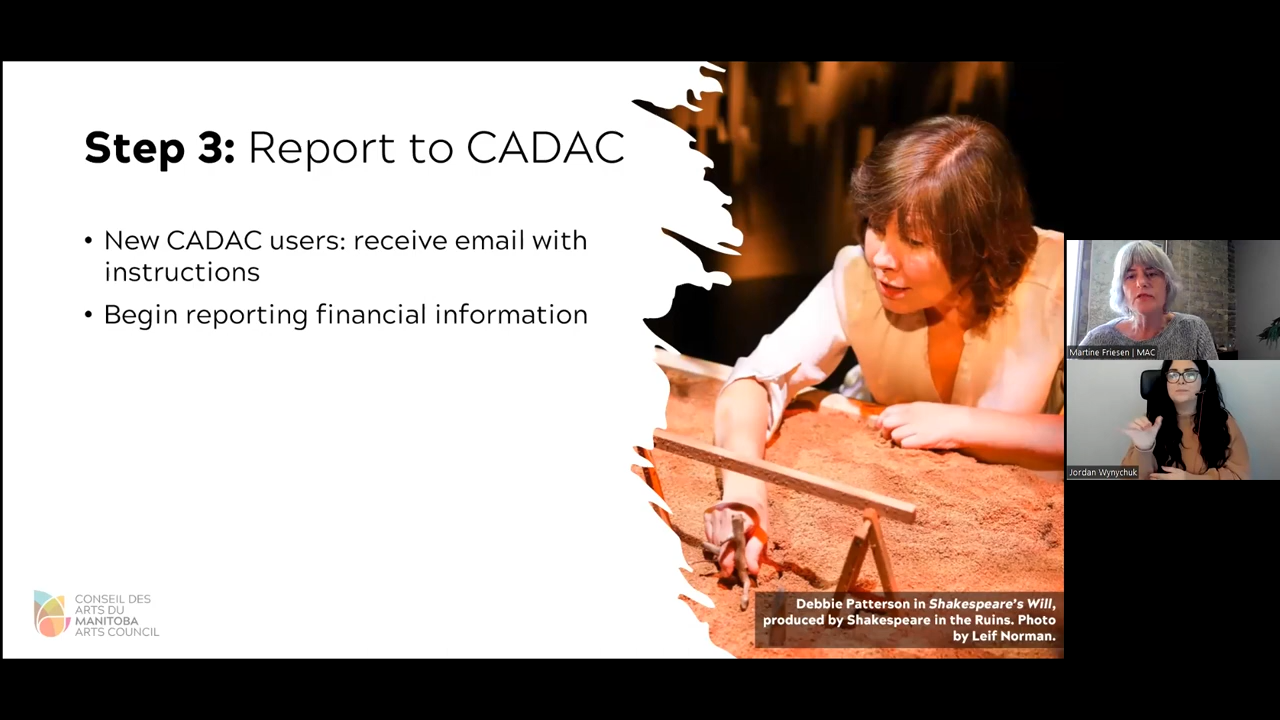 Step 3: Report to CADAC
• New CADAC users: receive email with
instructions
• Begin reporting financial information
CONSEIL DES
ARTS DU
MANITOBA
ARTS COUNCIL
Debbie Patterson in Shakespeare's Will,
produced by Shakespeare in the Ruins. Photo
by Leif Norman.
Martine Friesen | MAC
Jordan Wynychuk